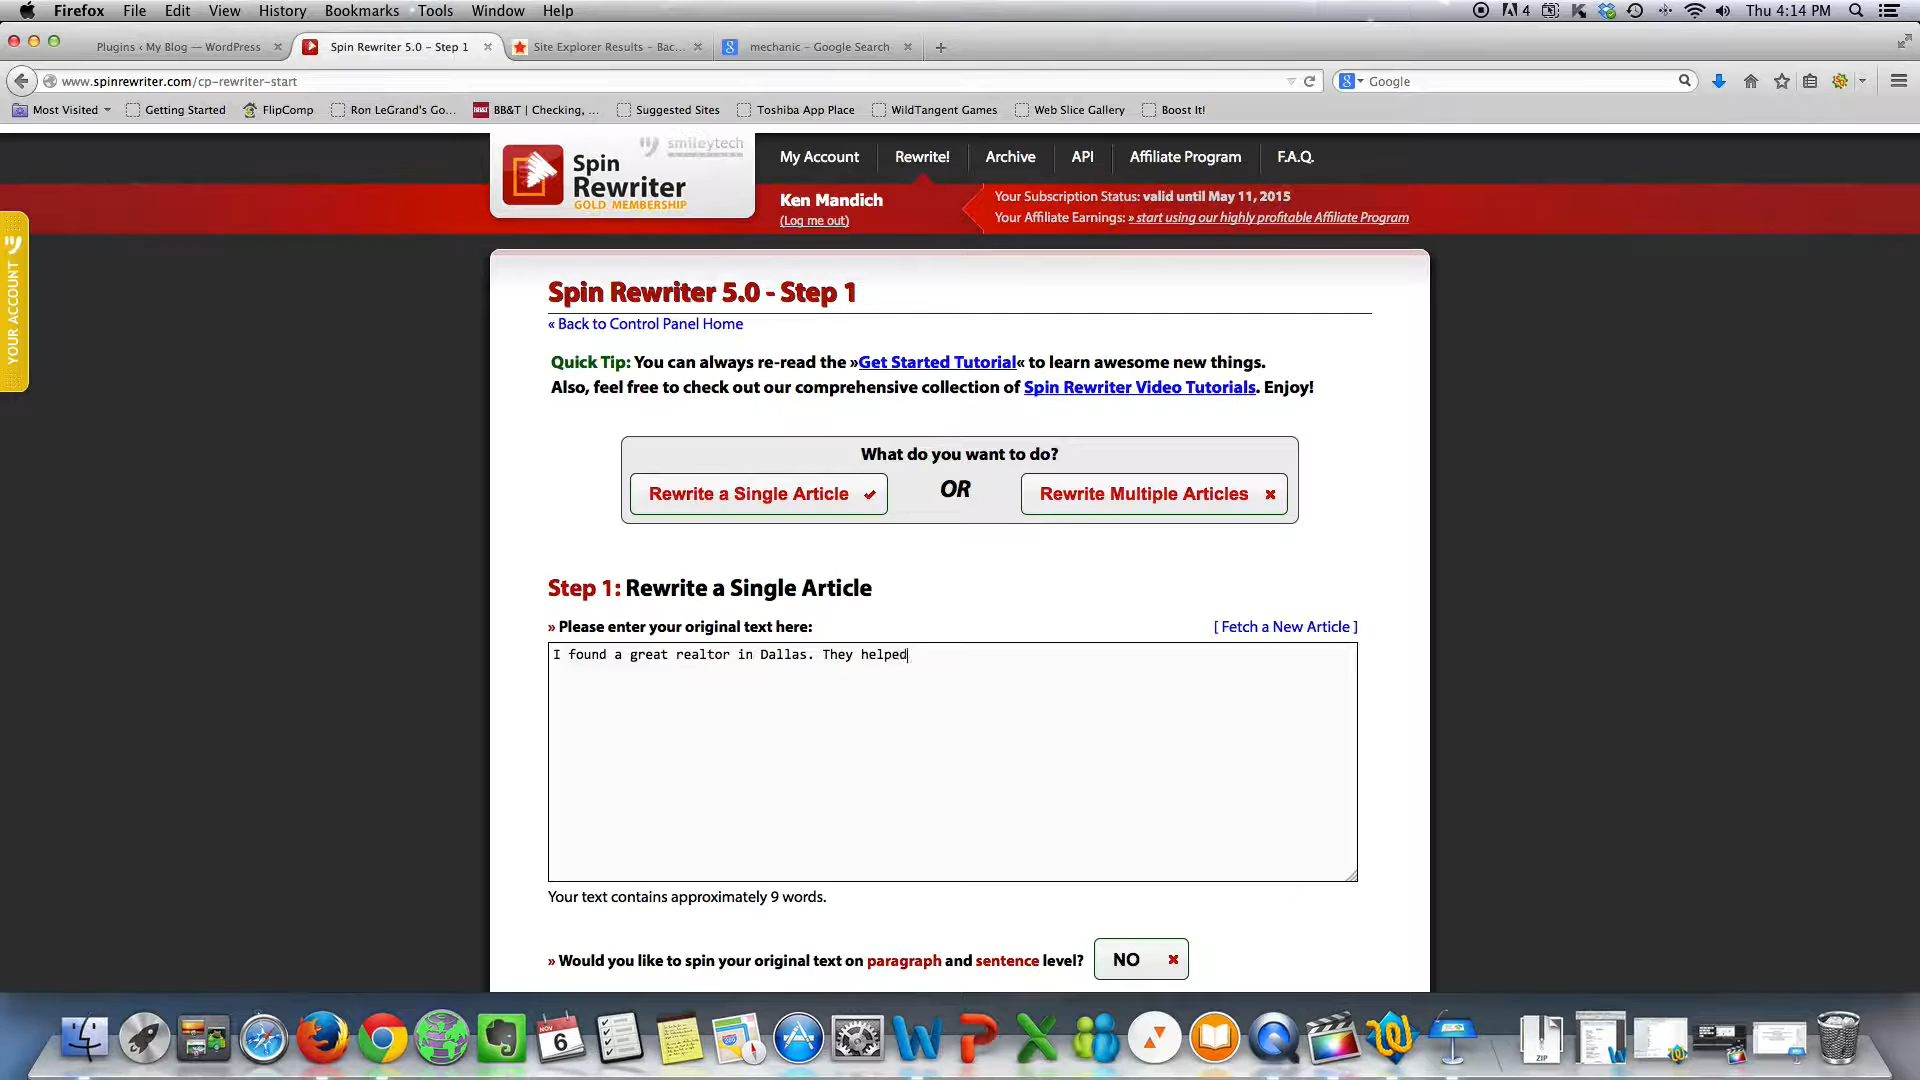 Firefox File Edit View History Bookmarks Tools Window Help
4 Thu 4:14 PM
Plugins ‹ My Blog — WordPress
Spin Rewriter 5.0 - Step 1
Site Explorer Results - Bac...
mechanic - Google Search
www.spinrewriter.com/cp-rewriter-start
Google
Most Visited
Getting Started
FlipComp
Ron LeGrand's Go...
BB&T | Checking, ...
Suggested Sites
Toshiba App Place
WildTangent Games
Web Slice Gallery
Boost It!
smileytech
Spin
Rewriter
GOLD MEMBERSHIP
My Account
Rewrite!
Archive
API
Affiliate Program
F.A.Q.
Ken Mandich
(Log me out)
Your Subscription Status: valid until May 11, 2015
Your Affiliate Earnings: » start using our highly profitable Affiliate Program
YOUR ACCOUNT
Spin Rewriter 5.0 - Step 1
« Back to Control Panel Home
Quick Tip: You can always re-read the »Get Started Tutorial« to learn awesome new things.
Also, feel free to check out our comprehensive collection of Spin Rewriter Video Tutorials. Enjoy!
What do you want to do?
Rewrite a Single Article
OR
Rewrite Multiple Articles
Step 1: Rewrite a Single Article
» Please enter your original text here:
[ Fetch a New Article ]
I found a great realtor in Dallas. They helped
Your text contains approximately 9 words.
» Would you like to spin your original text on paragraph and sentence level?
NO
NOV
6
ZIP